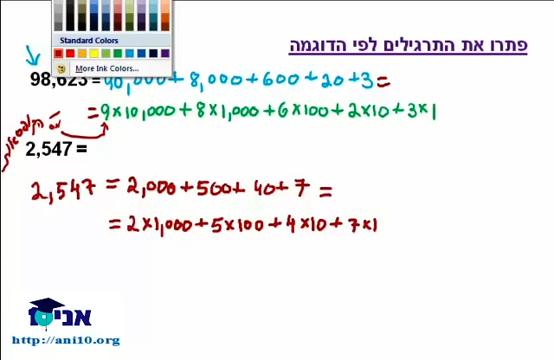 Standard Colors
More Ink Colors...
פתרו את התרגילים לפי הדוגמה
98,623 = 90,000 + 8,000 + 600 + 20 + 3 =
= 9×10,000 + 8×1,000 + 6×100 + 2×10 + 3×1
2,547 =
2,547 = 2,000 + 500 + 40 + 7 =
= 2×1,000 + 5×100 + 4×10 + 7×1
אני10
http://ani10.org